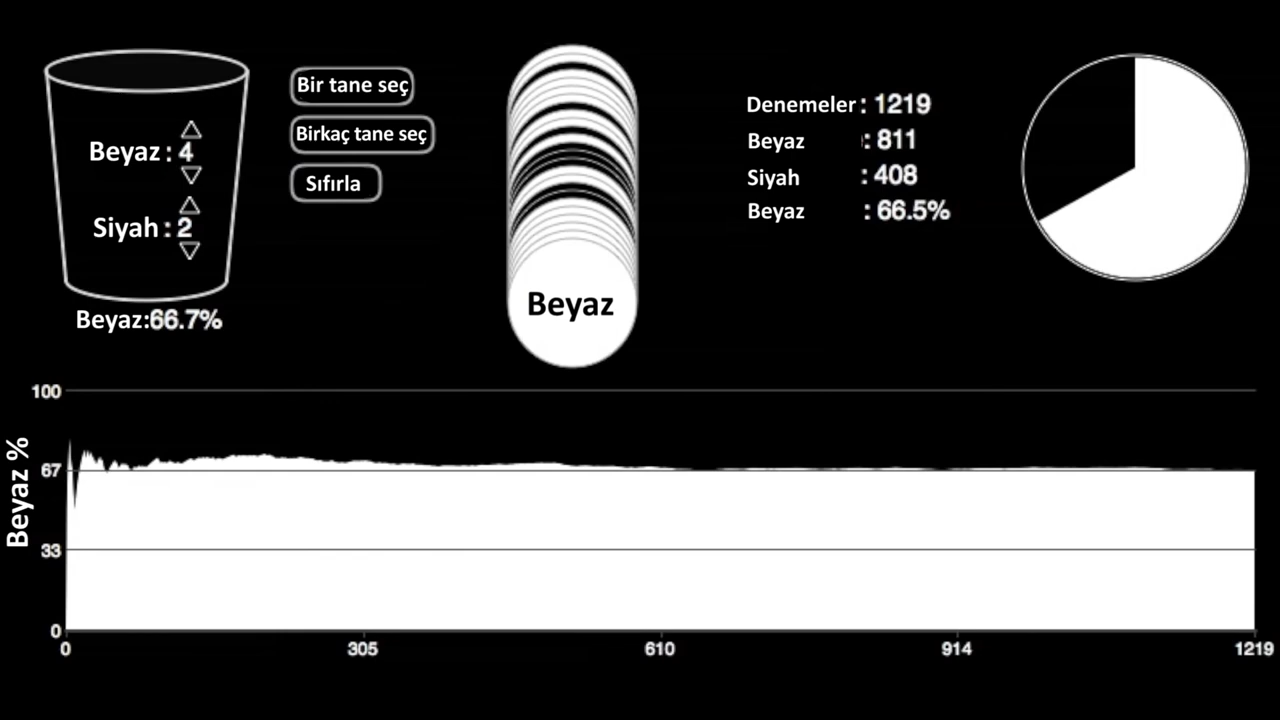 Beyaz : 4
Siyah : 2
Beyaz:66.7%
Bir tane seç
Birkaç tane seç
Sıfırla
Beyaz
Denemeler : 1219
Beyaz : 811
Siyah : 408
Beyaz : 66.5%
Beyaz %
100
67
33
0
0 305 610 914 1219